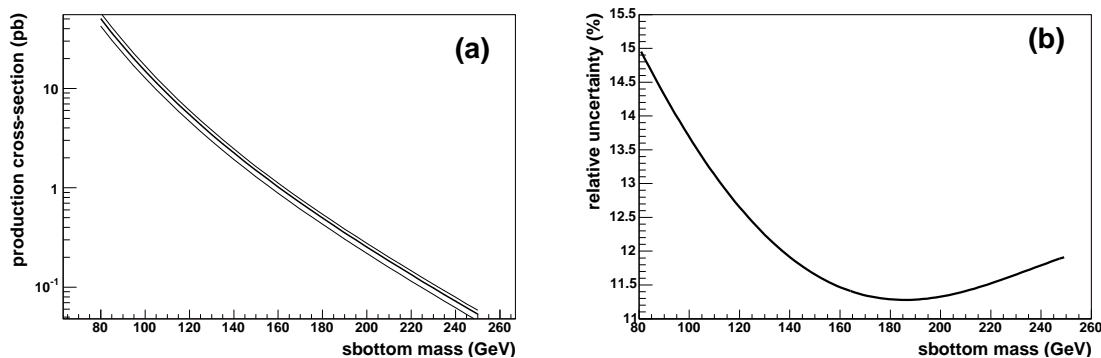 production cross-section (pb)
(a)
10
1
10⁻¹
80 100 120 140 160 180 200 220 240 260
sbottom mass (GeV)
relative uncertainty (%)
(b)
15.5
15
14.5
14
13.5
13
12.5
12
11.5
11
80 100 120 140 160 180 200 220 240 260
sbottom mass (GeV)